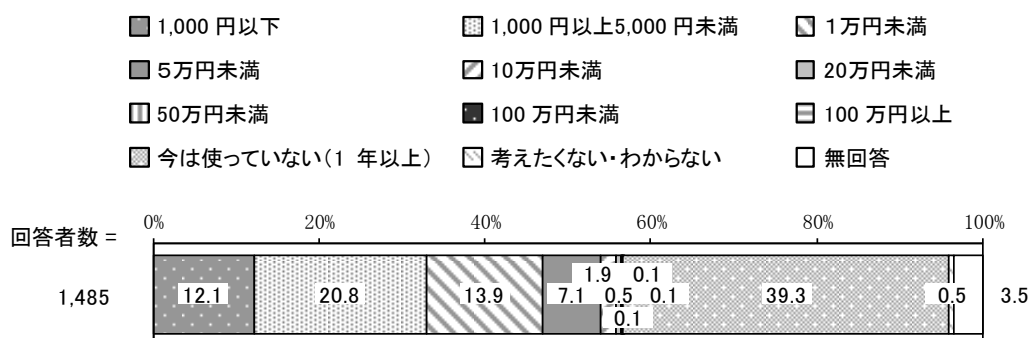 1,000 円以下 1,000 円以上5,000 円未満 1万円未満
5万円未満 10万円未満 20万円未満
50万円未満 100 万円未満 100 万円以上
今は使っていない(1 年以上) 考えたくない・わからない 無回答
0% 20% 40% 60% 80% 100%
回答者数 =
1.9 0.1
1,485 12.1 20.8 13.9 7.1 0.5 0.1 39.3 0.5 3.5
0.1